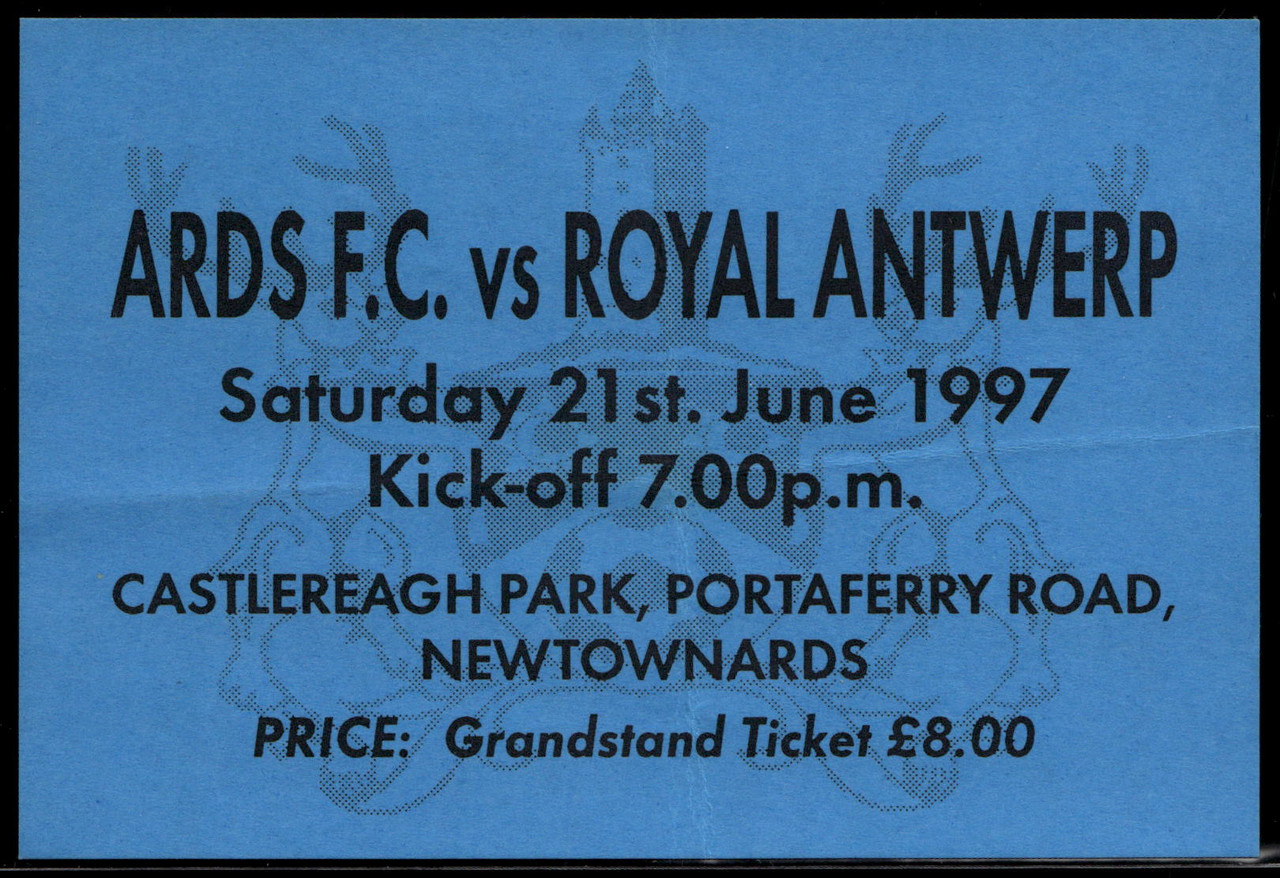 ARDS F.C. vs ROYAL ANTWERP
Saturday 21st. June 1997
Kick-off 7.00p.m.
CASTLEREAGH PARK, PORTAFERRY ROAD,
NEWTOWNARDS
PRICE: Grandstand Ticket £8.00